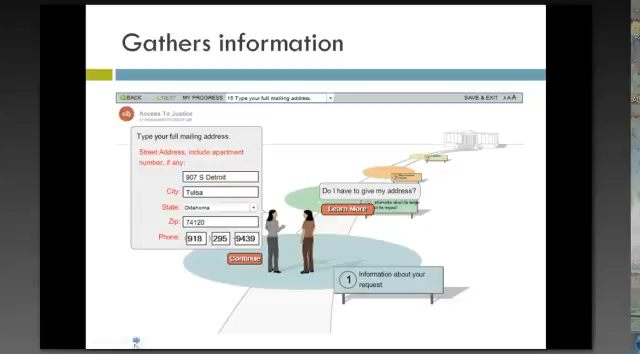 Gathers information
BACK
NEXT
MY PROGRESS
15 Type your full mailing address.
SAVE & EXIT
A A A
Access To Justice
Type your full mailing address.
Street Address, include apartment
number, if any:
907 S Detroit
City:
Tulsa
State:
Oklahoma
Zip:
74120
Phone:
918
295
9439
Continue
Do I have to give my address?
Learn More
1
Information about your
request